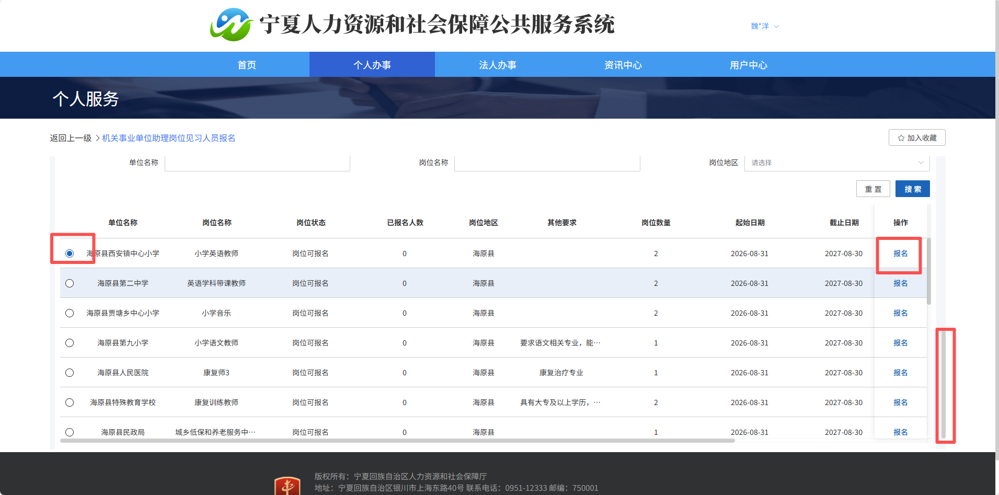 宁夏人力资源和社会保障公共服务系统
魏*洋
首页 个人办事 法人办事 资讯中心 用户中心
个人服务
返回上一级 > 机关事业单位助理岗位见习人员报名
加入收藏
单位名称 岗位名称 岗位地区 请选择
重 置 搜 索
单位名称 岗位名称 岗位状态 已报名人数 岗位地区 其他要求 岗位数量 起始日期 截止日期 操作
海原县西安镇中心小学 小学英语教师 岗位可报名 0 海原县 2 2026-08-31 2027-08-30 报名
海原县第二中学 英语学科带课教师 岗位可报名 0 海原县 2 2026-08-31 2027-08-30 报名
海原县贾塘乡中心小学 小学音乐 岗位可报名 0 海原县 2 2026-08-31 2027-08-30 报名
海原县第九小学 小学语文教师 岗位可报名 0 海原县 要求语文相关专业，能… 1 2026-08-31 2027-08-30 报名
海原县人民医院 康复师3 岗位可报名 0 海原县 康复治疗专业 1 2026-08-31 2027-08-30 报名
海原县特殊教育学校 康复训练教师 岗位可报名 0 海原县 具有大专及以上学历，… 2 2026-08-31 2027-08-30 报名
海原县民政局 城乡低保和养老服务中… 岗位可报名 0 海原县 1 2026-08-31 2027-08-30 报名
版权所有：宁夏回族自治区人力资源和社会保障厅
地址：宁夏回族自治区银川市上海东路40号 联系电话：0951-12333 邮编：750001